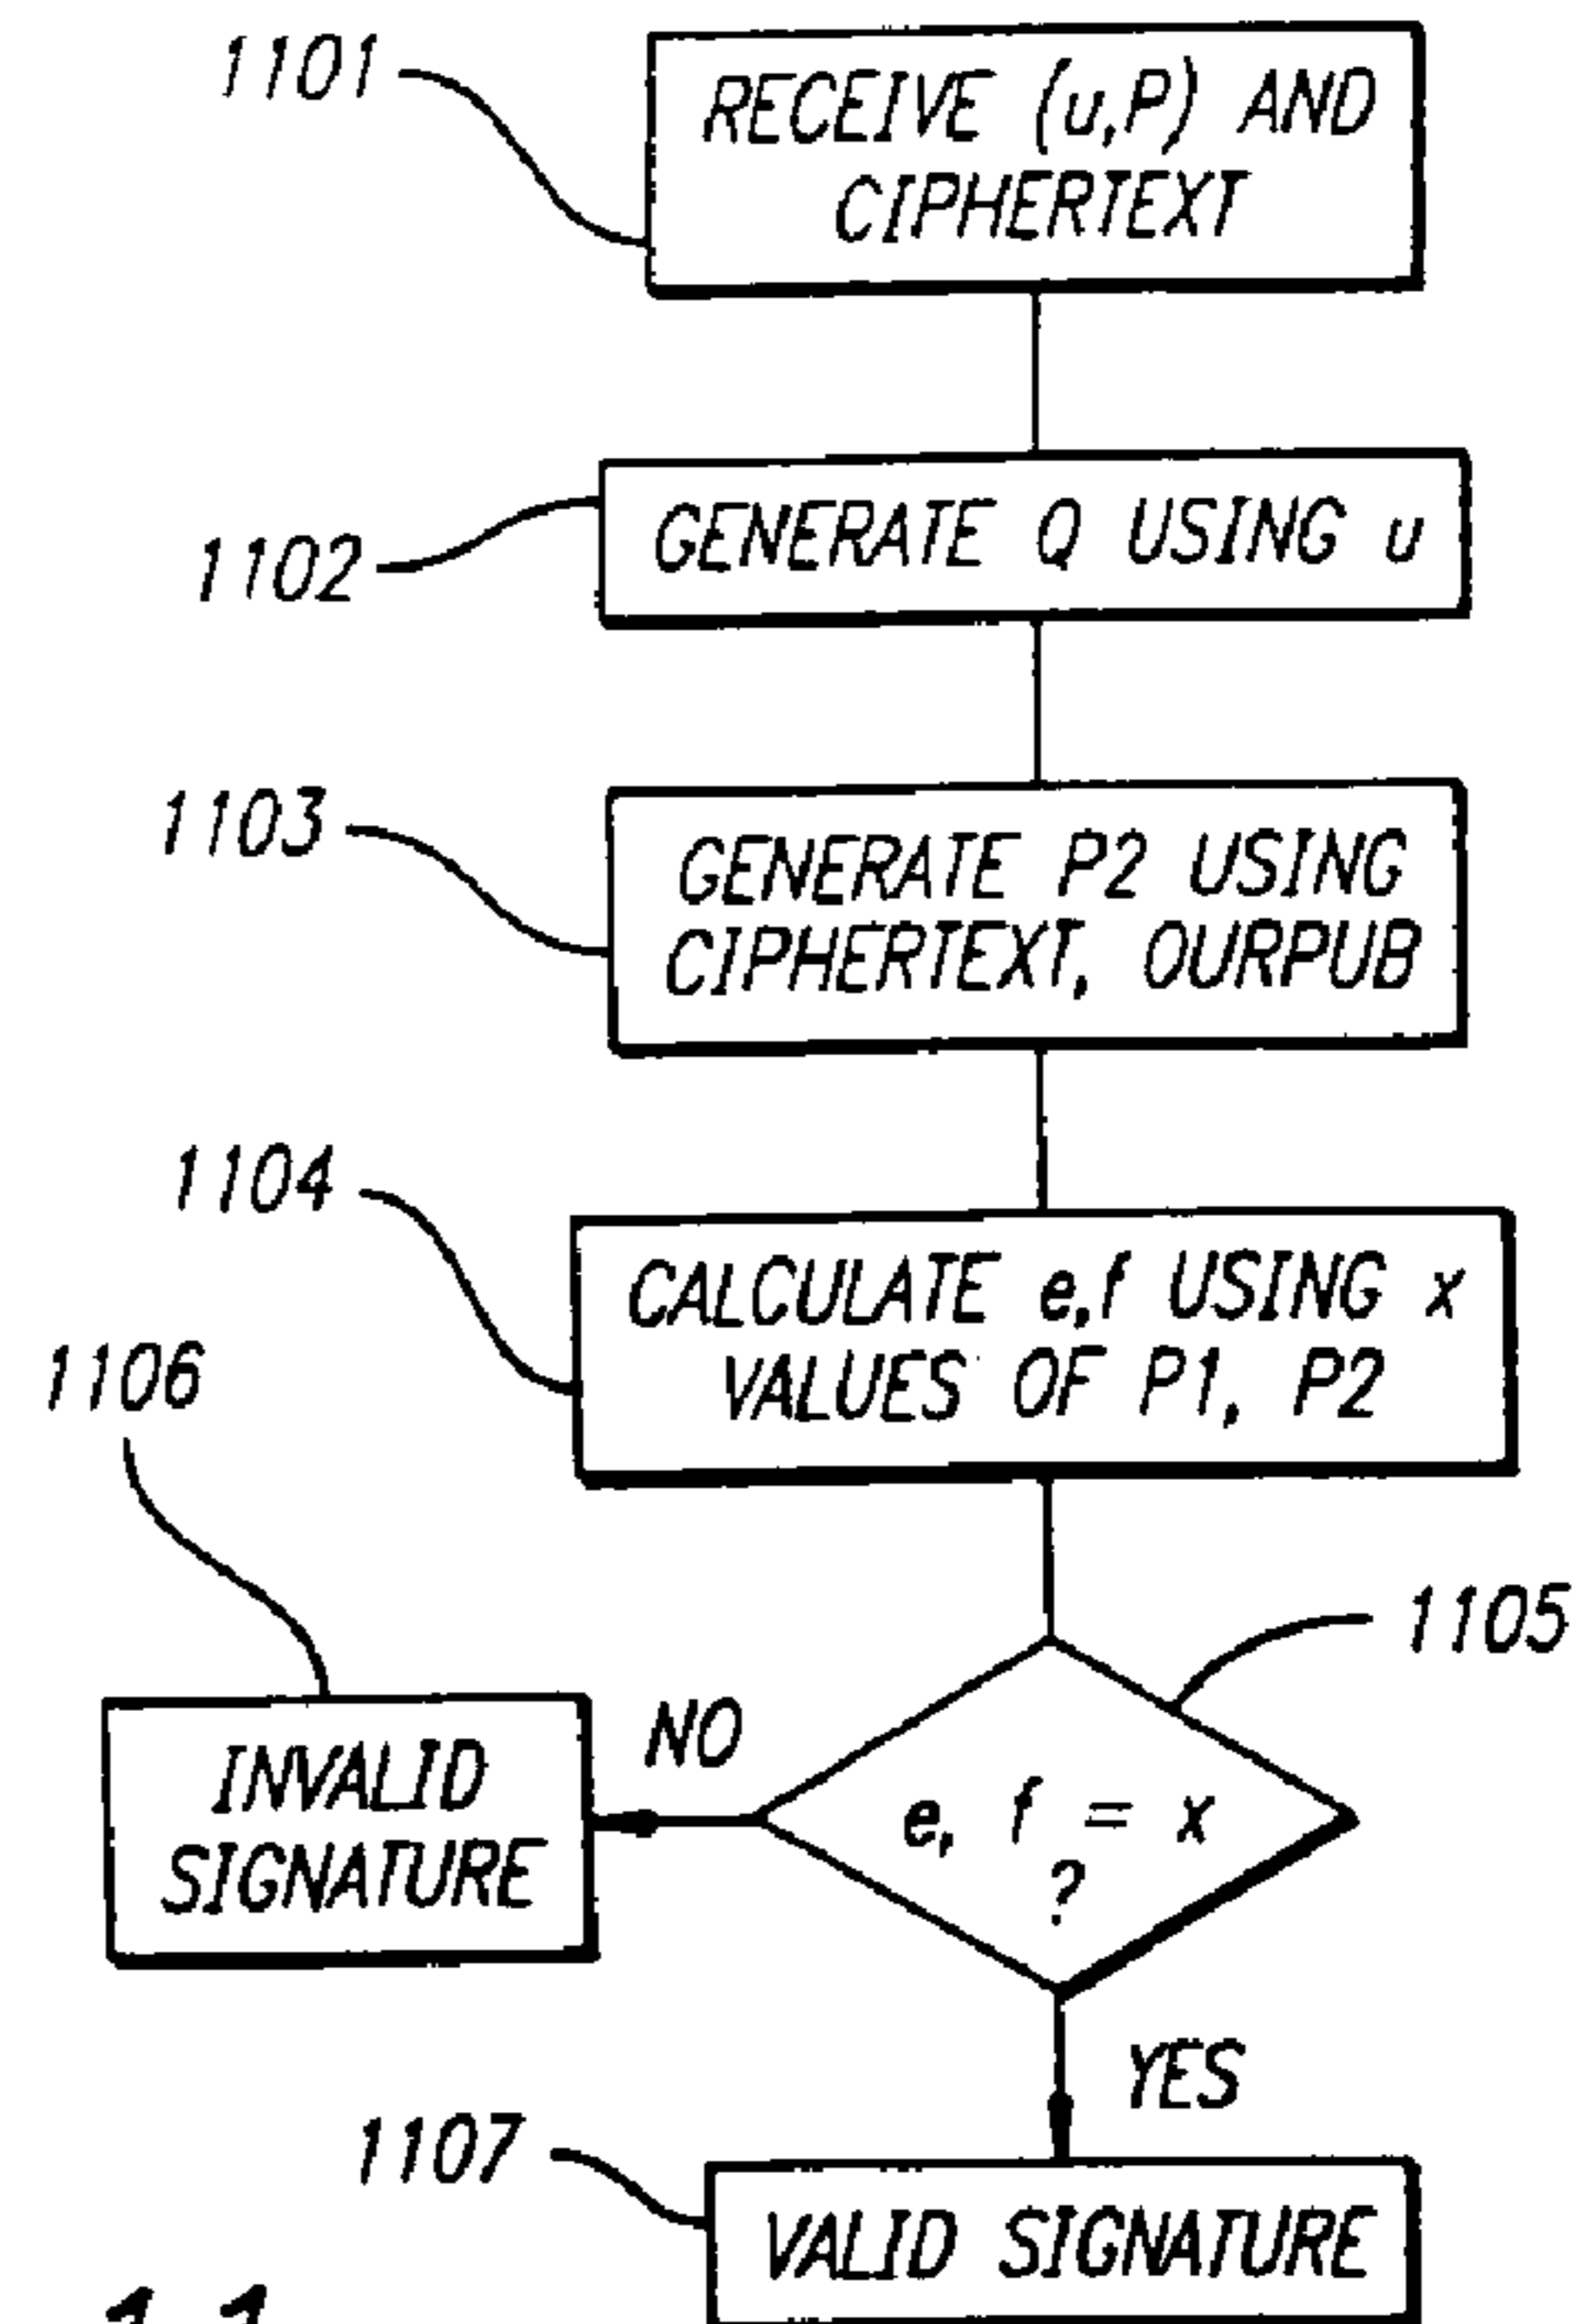 1101
RECEIVE (u,P) AND
CIPHERTEXT
1102
GENERATE Q USING u
1103
GENERATE P2 USING
CIPHERTEXT, OURPUB
1104
CALCULATE e,f USING x
VALUES OF P1, P2
1106
1105
INVALID
SIGNATURE
NO
e, f = x
?
YES
1107
VALID SIGNATURE